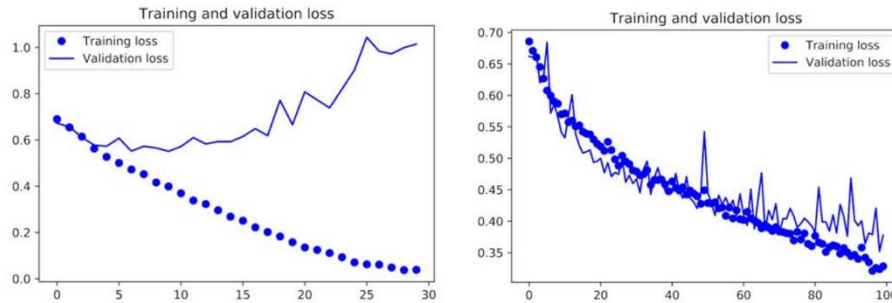 Training and validation loss
Training loss
Validation loss
1.0
0.8
0.6
0.4
0.2
0.0
0 5 10 15 20 25 30
Training and validation loss
Training loss
Validation loss
0.70
0.65
0.60
0.55
0.50
0.45
0.40
0.35
0 20 40 60 80 100